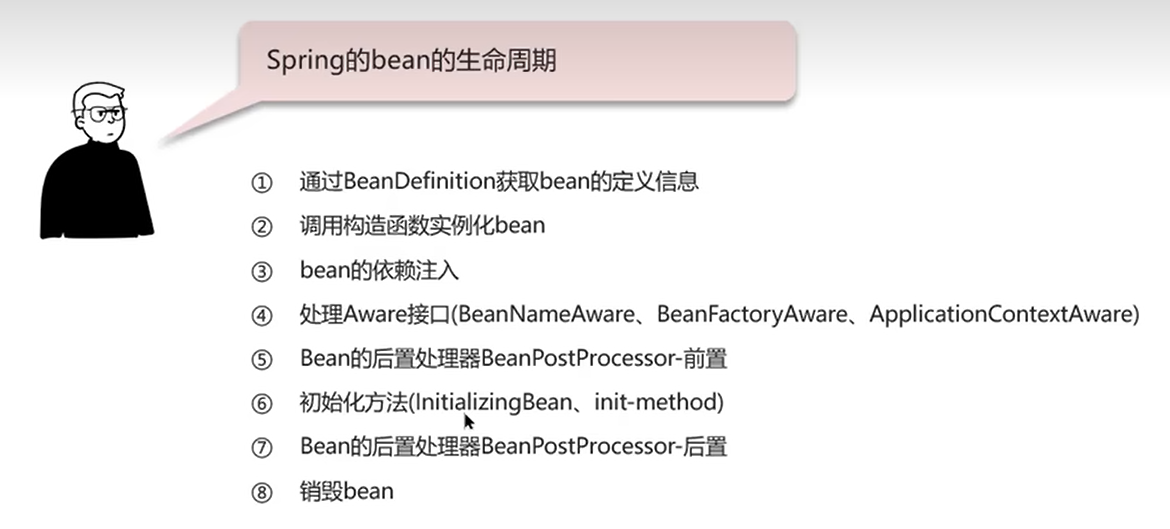 Spring的bean的生命周期
① 通过BeanDefinition获取bean的定义信息
② 调用构造函数实例化bean
③ bean的依赖注入
④ 处理Aware接口(BeanNameAware、BeanFactoryAware、ApplicationContextAware)
⑤ Bean的后置处理器BeanPostProcessor-前置
⑥ 初始化方法(InitializingBean、init-method)
⑦ Bean的后置处理器BeanPostProcessor-后置
⑧ 销毁bean